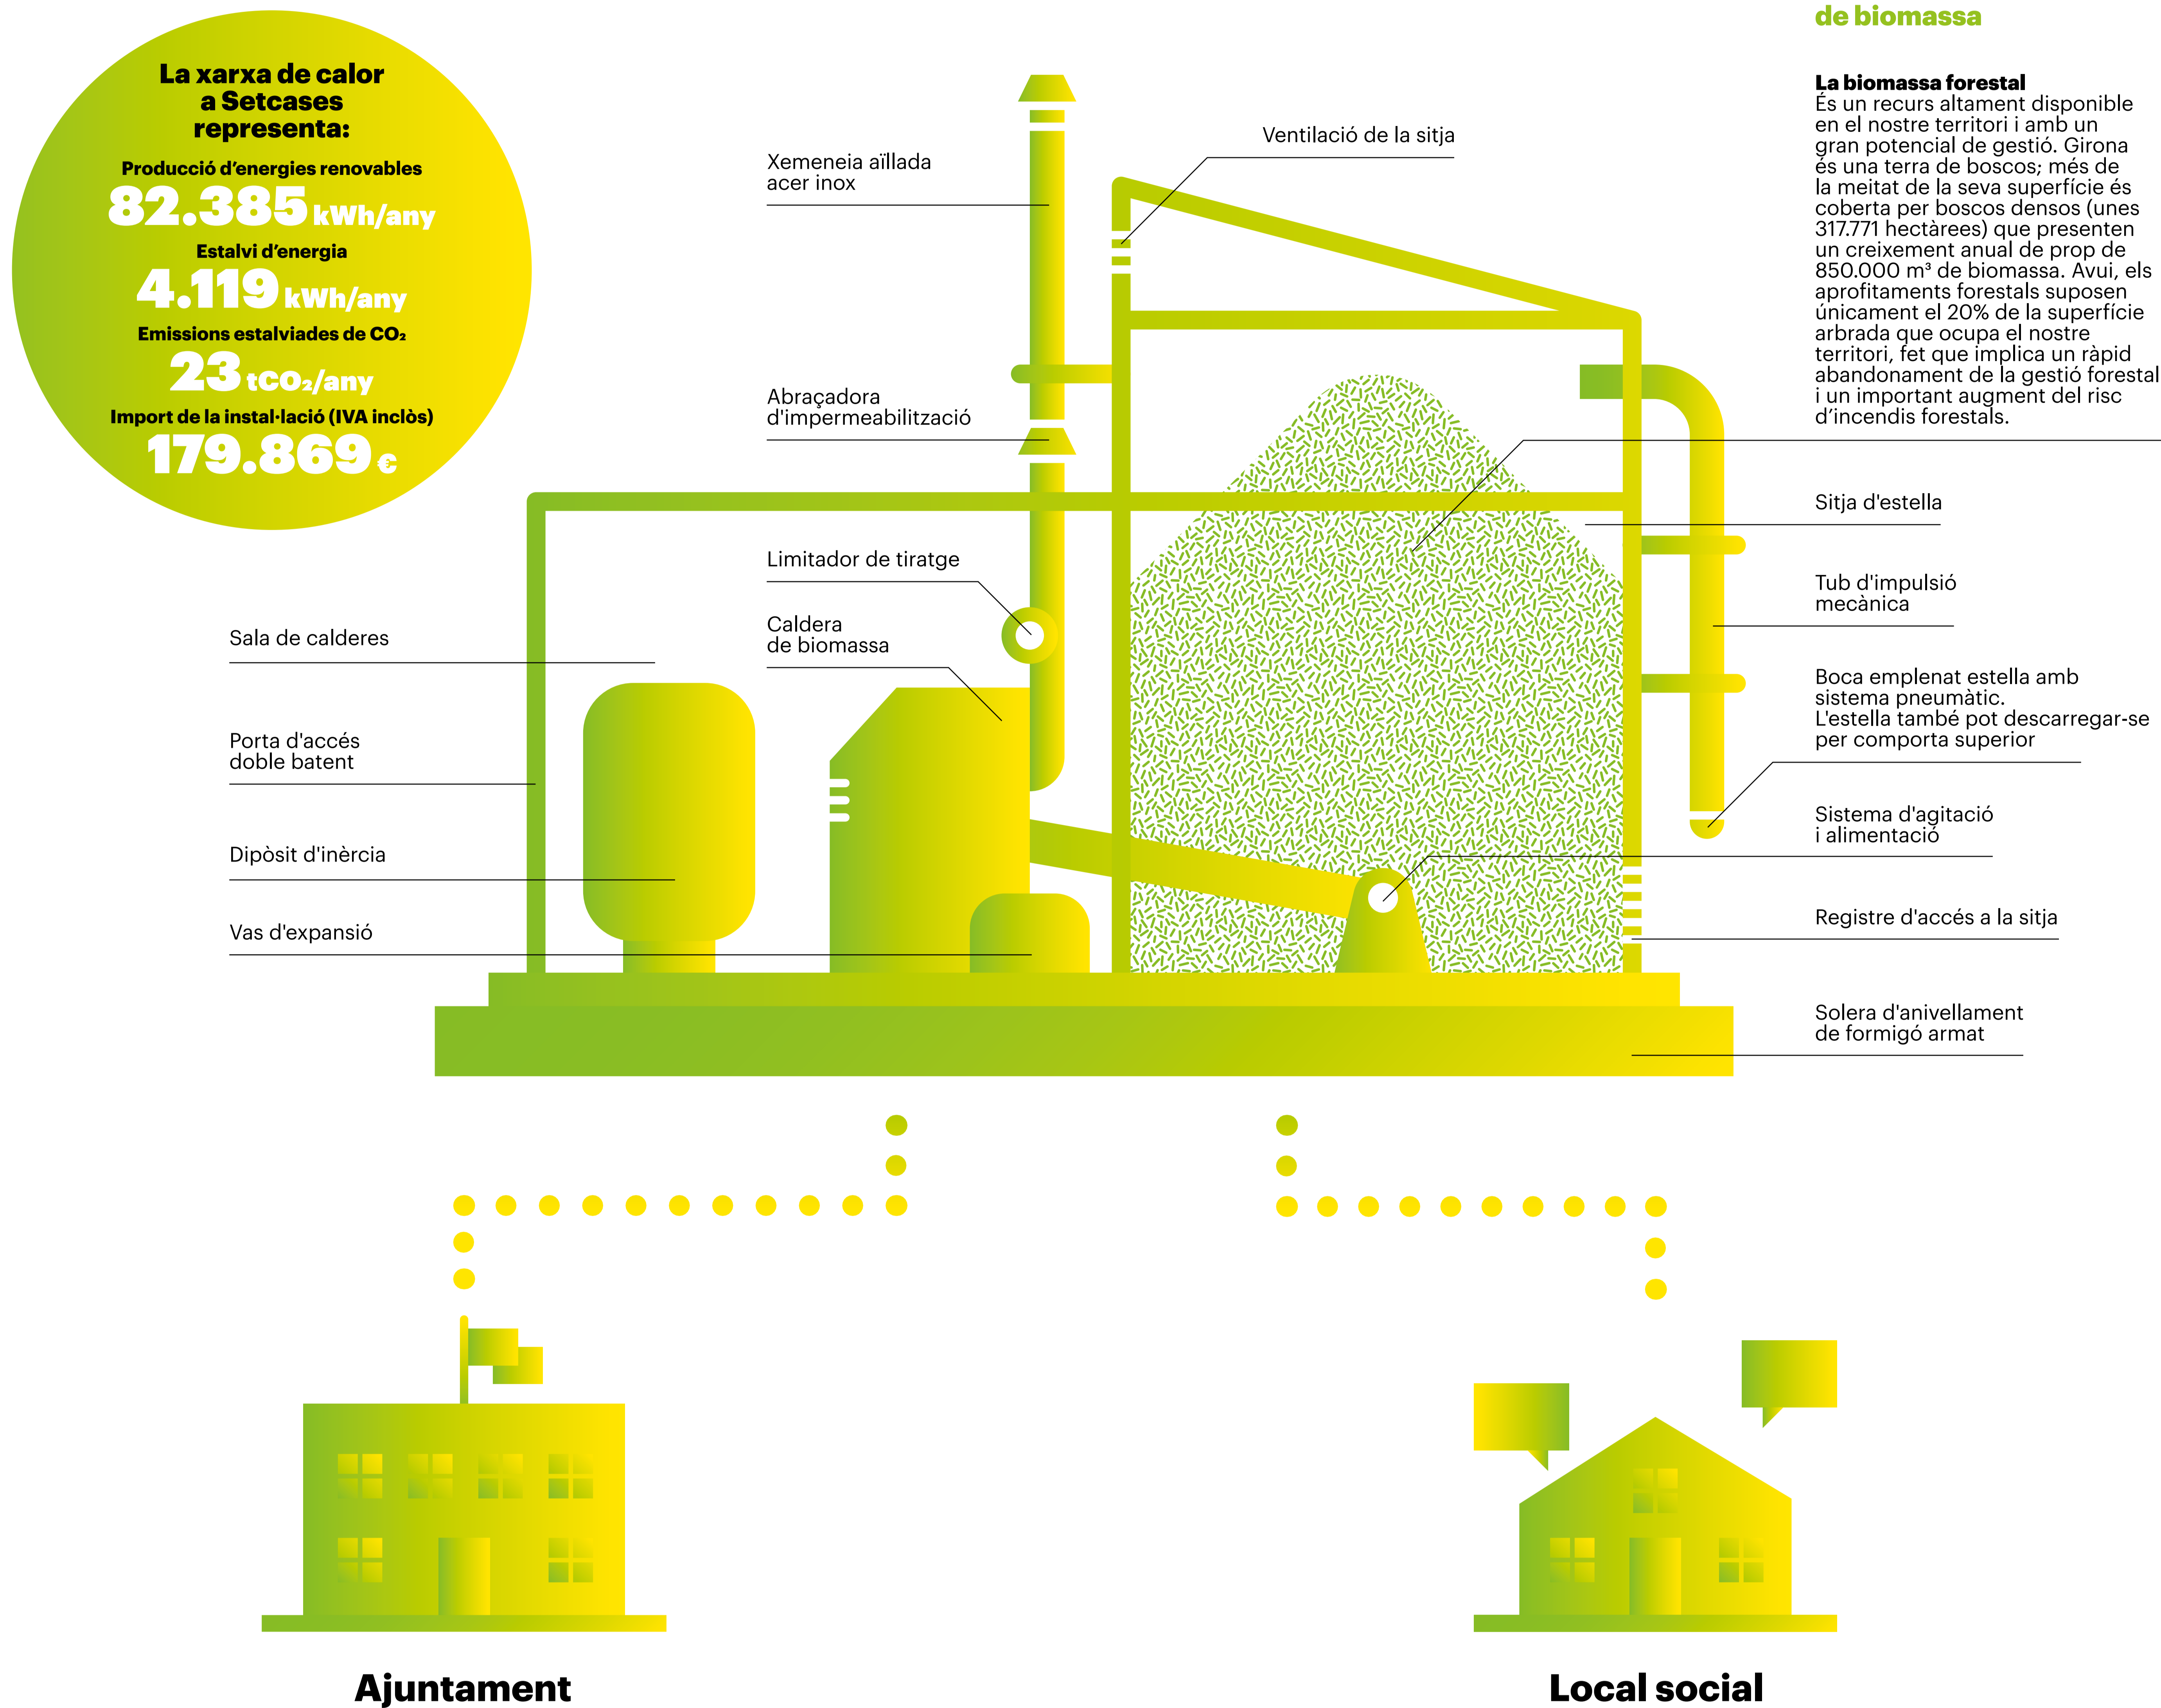 La xarxa de calor
a Setcases
representa:
Producció d’energies renovables
82.385 kWh/any
Estalvi d’energia
4.119 kWh/any
Emissions estalviades de CO₂
23 tCO₂/any
Import de la instal·lació (IVA inclòs)
179.869 €
de biomassa
La biomassa forestal
És un recurs altament disponible
en el nostre territori i amb un
gran potencial de gestió. Girona
és una terra de boscos; més de
la meitat de la seva superfície és
coberta per boscos densos (unes
317.771 hectàrees) que presenten
un creixement anual de prop de
850.000 m³ de biomassa. Avui, els
aprofitaments forestals suposen
únicament el 20% de la superfície
arbrada que ocupa el nostre
territori, fet que implica un ràpid
abandonament de la gestió forestal
i un important augment del risc
d’incendis forestals.
Ventilació de la sitja
Xemeneia aïllada
acer inox
Abraçadora
d'impermeabilització
Limitador de tiratge
Caldera
de biomassa
Sala de calderes
Porta d'accés
doble batent
Dipòsit d'inèrcia
Vas d'expansió
Sitja d'estella
Tub d'impulsió
mecànica
Boca emplenat estella amb
sistema pneumàtic.
L'estella també pot descarregar-se
per comporta superior
Sistema d'agitació
i alimentació
Registre d'accés a la sitja
Solera d'anivellament
de formigó armat
Ajuntament
Local social